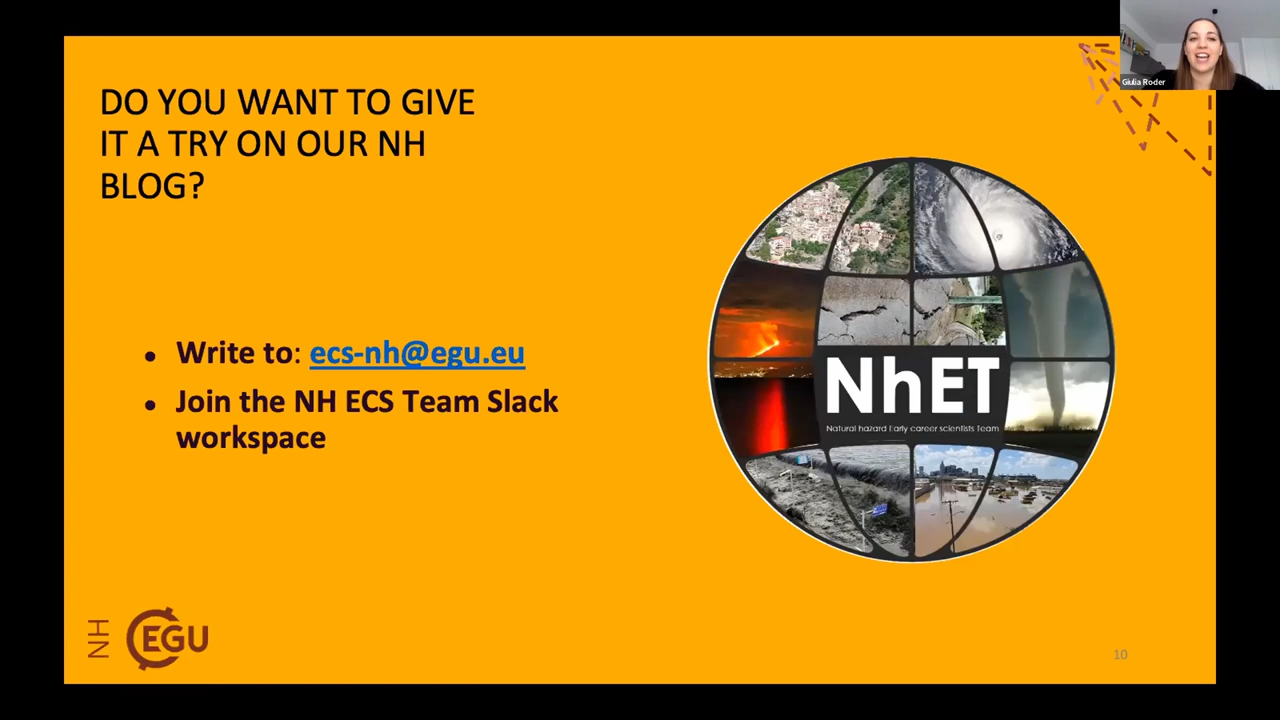 Giulia Roder
DO YOU WANT TO GIVE
IT A TRY ON OUR NH
BLOG?
• Write to: ecs-nh@egu.eu
• Join the NH ECS Team Slack
workspace
NhET
Natural hazard Early career scientists Team
NH
EGU
10